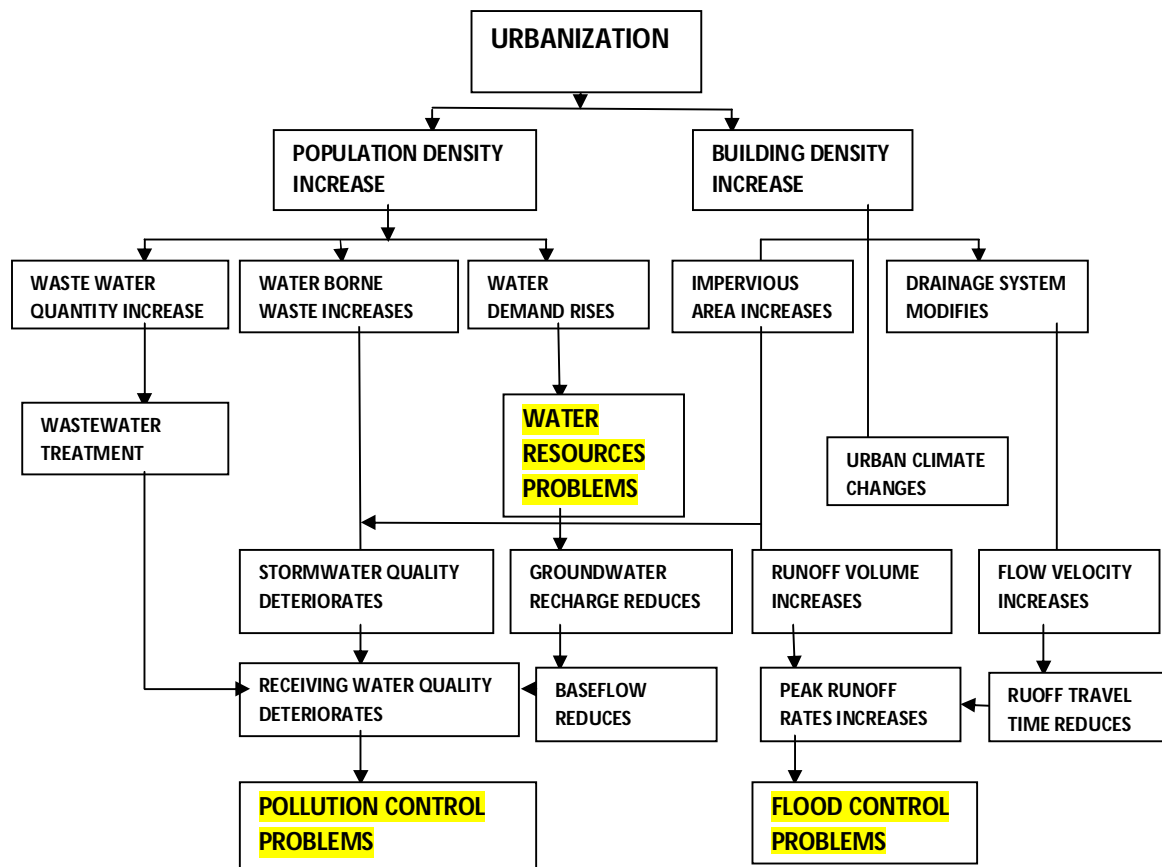 URBANIZATION
POPULATION DENSITY
INCREASE
BUILDING DENSITY
INCREASE
WASTE WATER
QUANTITY INCREASE
WATER BORNE
WASTE INCREASES
WATER
DEMAND RISES
IMPERVIOUS
AREA INCREASES
DRAINAGE SYSTEM
MODIFIES
WASTEWATER
TREATMENT
WATER
RESOURCES
PROBLEMS
URBAN CLIMATE
CHANGES
STORMWATER QUALITY
DETERIORATES
GROUNDWATER
RECHARGE REDUCES
RUNOFF VOLUME
INCREASES
FLOW VELOCITY
INCREASES
RECEIVING WATER QUALITY
DETERIORATES
BASEFLOW
REDUCES
PEAK RUNOFF
RATES INCREASES
RUOFF TRAVEL
TIME REDUCES
POLLUTION CONTROL
PROBLEMS
FLOOD CONTROL
PROBLEMS